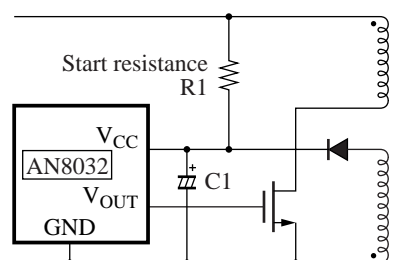 Start resistance
R1
VCC
AN8032
+
C1
VOUT
GND